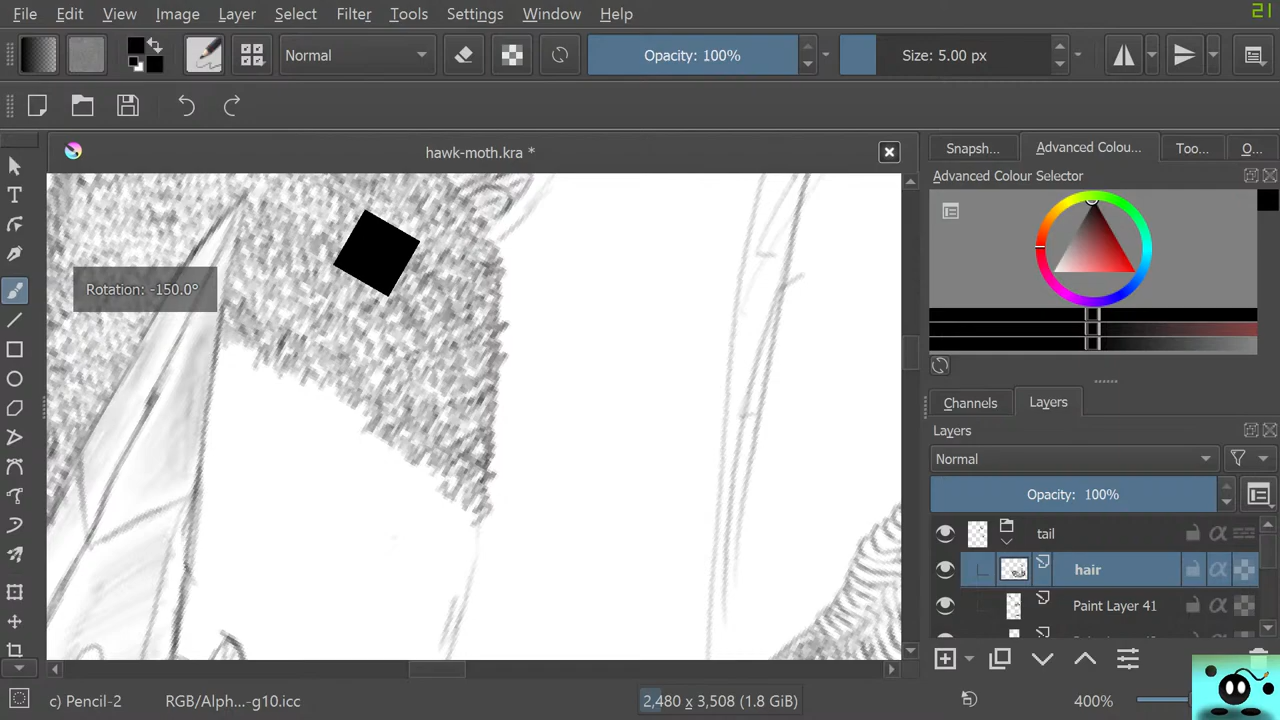 File Edit View Image Layer Select Filter Tools Settings Window Help
21
Normal
Opacity: 100%
Size: 5.00 px
hawk-moth.kra *
Snapsh...
Advanced Colou...
Too...
O...
Advanced Colour Selector
Rotation: -150.0°
Channels
Layers
Layers
Normal
Opacity: 100%
tail
hair
Paint Layer 41
c) Pencil-2
RGB/Alph...-g10.icc
2,480 x 3,508 (1.8 GiB)
400%